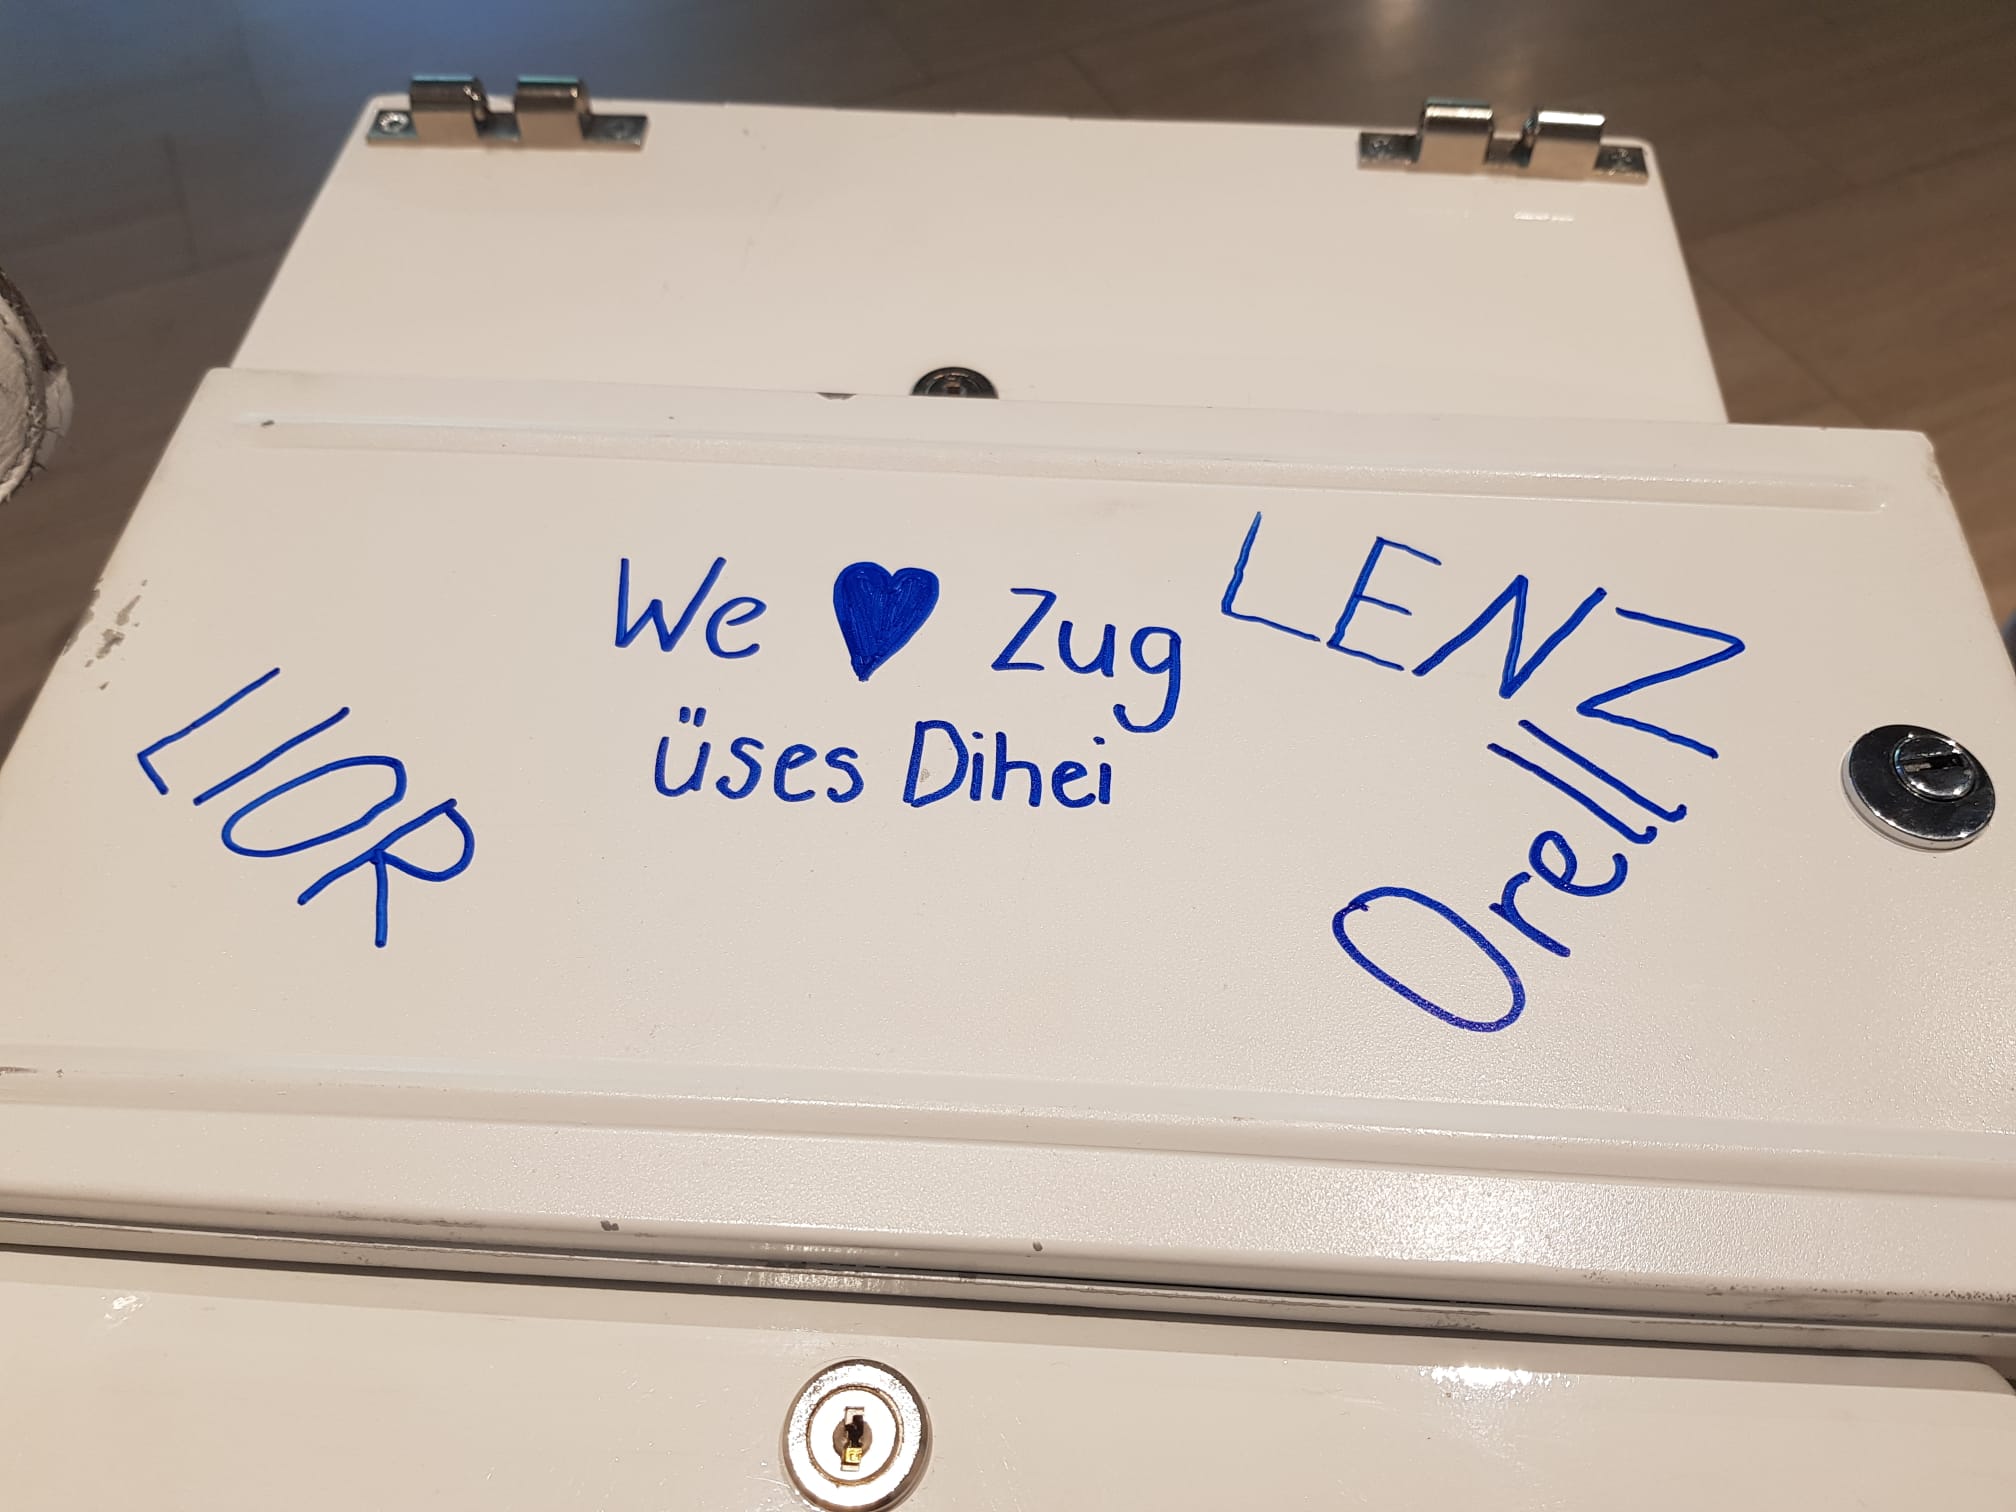 We ♥ Zug
üses Dihei
LIOR
LENZ
Orell